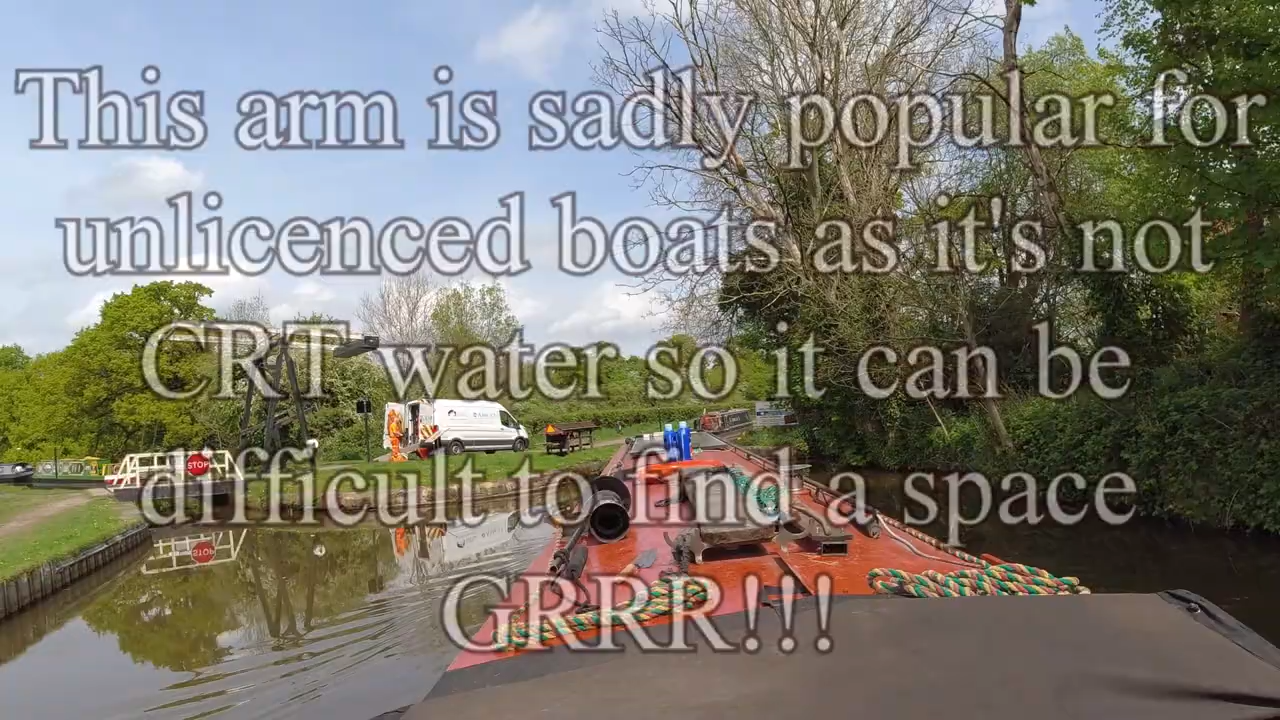 This arm is sadly popular for
unlicenced boats as it's not
CRT water so it can be
difficult to find a space
GRRR!!!
STOP